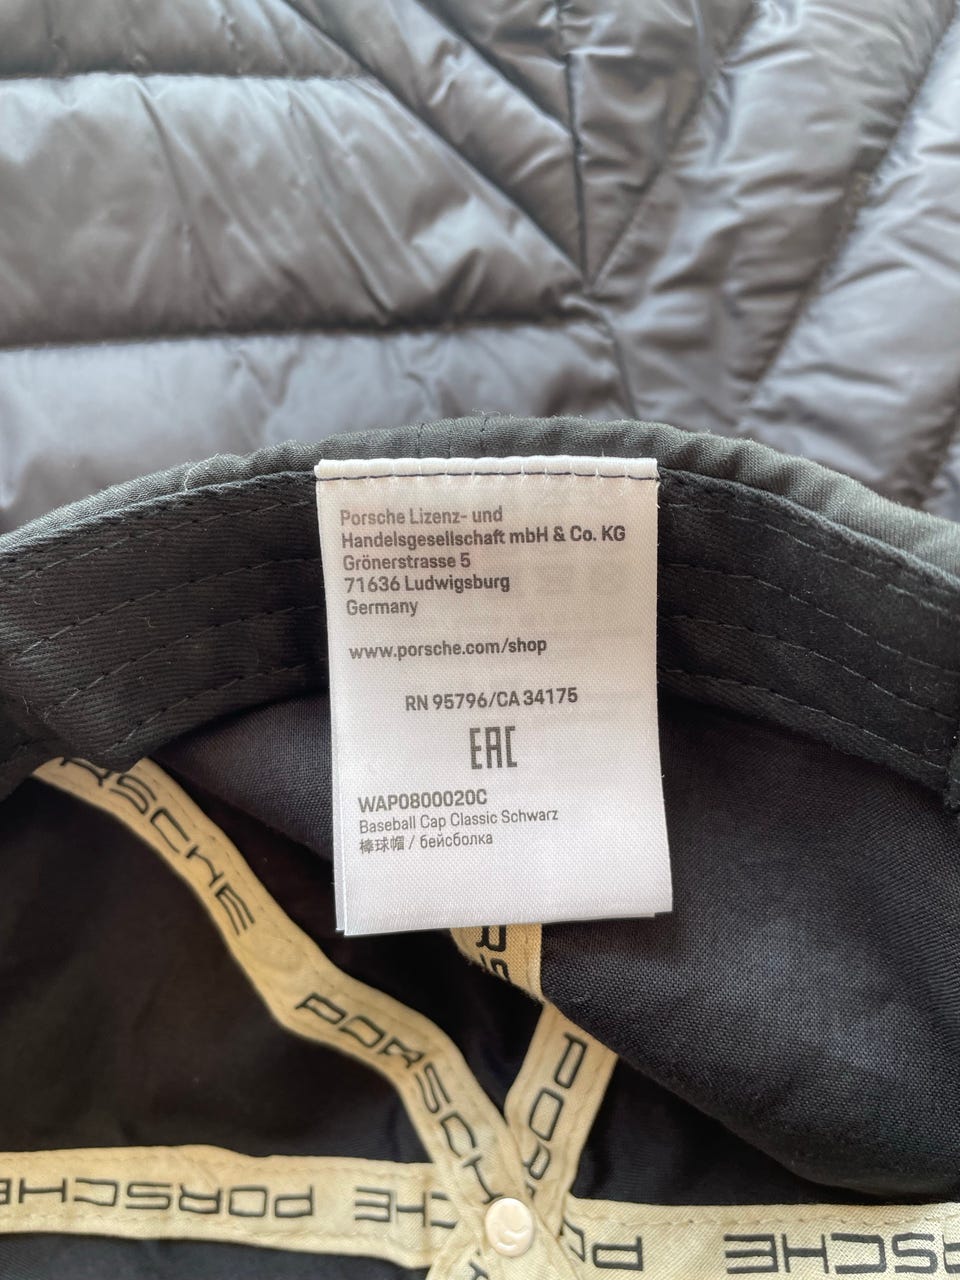 Porsche Lizenz- und
Handelsgesellschaft mbH & Co. KG
Grönerstrasse 5
71636 Ludwigsburg
Germany
www.porsche.com/shop
RN 95796/CA 34175
EAC
WAP0800020C
Baseball Cap Classic Schwarz
棒球帽 / бейсболка
RSCHE
PORSCHE
PORSCHE
PORSCHE